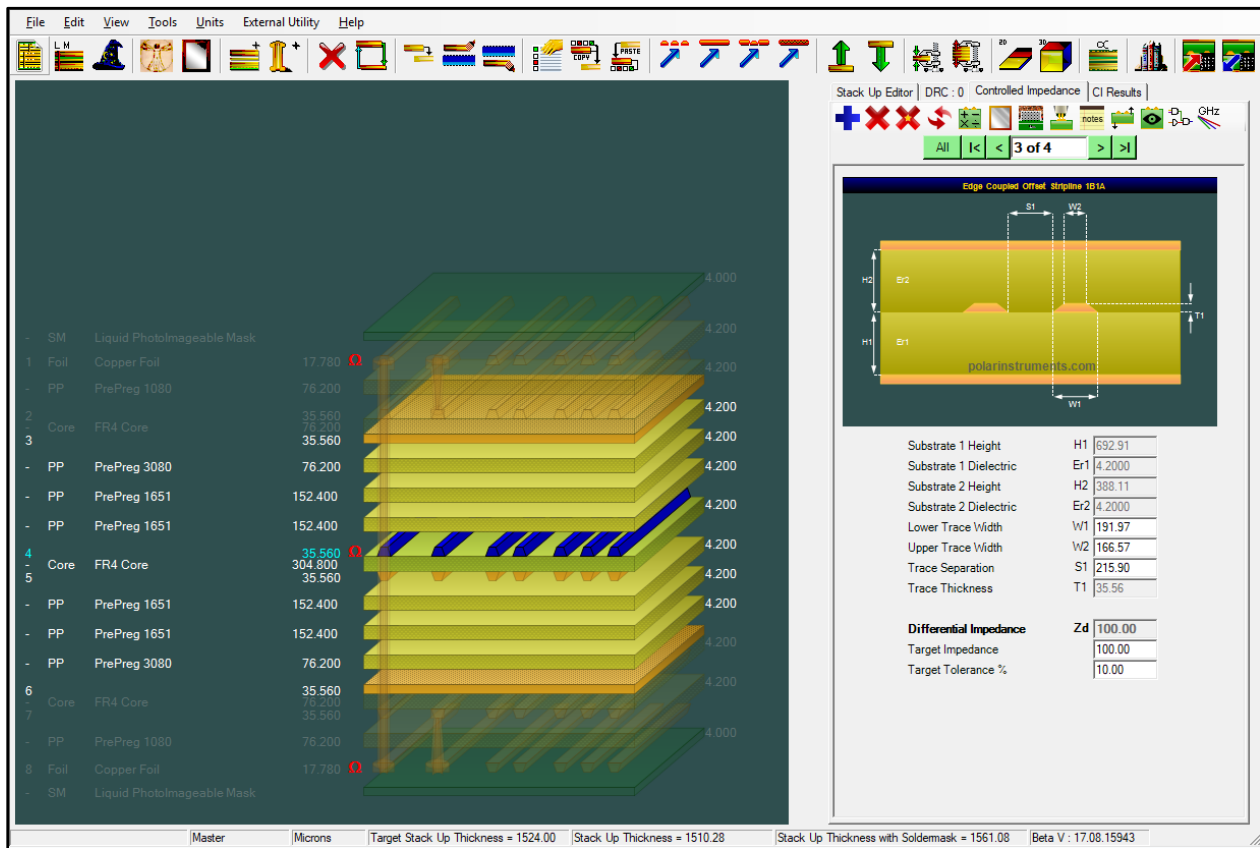 File Edit View Tools Units External Utility Help
L M + + COPY PASTE 2D 3D
Stack Up Editor DRC : 0 Controlled Impedance CI Results
notes GHz
All |< < 3 of 4 > >|
Edge Coupled Offset Stripline 1B1A
S1 W2
H2 Er2
T1
H1 Er1
polarinstruments.com
W1
Substrate 1 Height H1 692.91
Substrate 1 Dielectric Er1 4.2000
Substrate 2 Height H2 388.11
Substrate 2 Dielectric Er2 4.2000
Lower Trace Width W1 191.97
Upper Trace Width W2 166.57
Trace Separation S1 215.90
Trace Thickness T1 35.56
Differential Impedance Zd 100.00
Target Impedance 100.00
Target Tolerance % 10.00
4.000
- SM Liquid PhotoImageable Mask 4.200
1 Foil Copper Foil 17.780 Ω 4.200
- PP PrePreg 1080 76.200
2 35.560 4.200
- Core FR4 Core 76.200
3 35.560 4.200
- PP PrePreg 3080 76.200 4.200
- PP PrePreg 1651 152.400 4.200
- PP PrePreg 1651 152.400
4 35.560 Ω 4.200
- Core FR4 Core 304.800
5 35.560 4.200
- PP PrePreg 1651 152.400 4.200
- PP PrePreg 1651 152.400 4.200
- PP PrePreg 3080 76.200 4.200
6 35.560
- Core FR4 Core 76.200
7 35.560
- PP PrePreg 1080 76.200 4.000
8 Foil Copper Foil 17.780 Ω
- SM Liquid PhotoImageable Mask
Master Microns Target Stack Up Thickness = 1524.00 Stack Up Thickness = 1510.28 Stack Up Thickness with Soldermask = 1561.08 Beta V : 17.08.15943